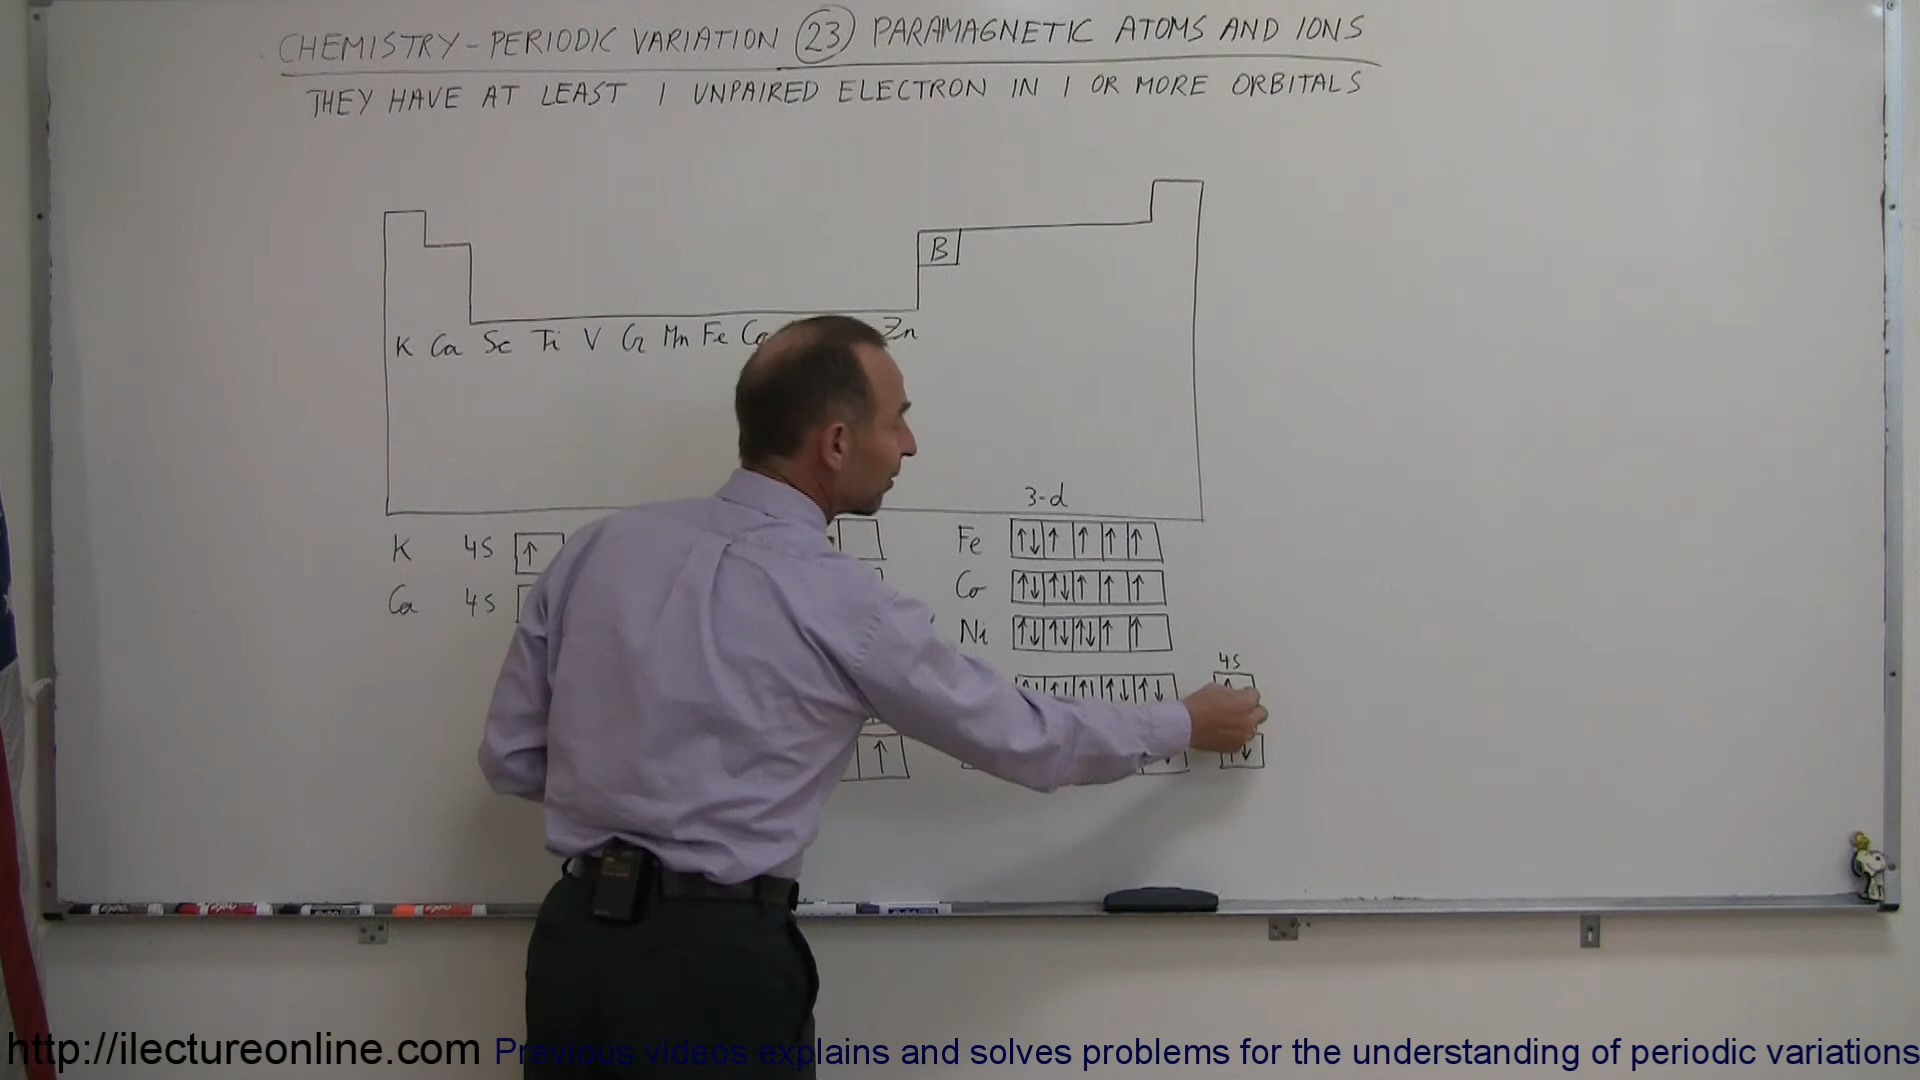 CHEMISTRY - PERIODIC VARIATION 23 PARAMAGNETIC ATOMS AND IONS
THEY HAVE AT LEAST 1 UNPAIRED ELECTRON IN 1 OR MORE ORBITALS
B
K Ca Sc Ti V Cr Mn Fe Co Zn
3-d
K 4S ↑
Fe ↑↓ ↑ ↑ ↑ ↑
Ca 4S
Co ↑↓ ↑↓ ↑ ↑ ↑
Ni ↑↓ ↑↓ ↑↓ ↑ ↑
4S
↑↓ ↑↓ ↑↓ ↑↓ ↑↓ ↑
↑ ↑↓
http://ilectureonline.com Previous videos explains and solves problems for the understanding of periodic variations